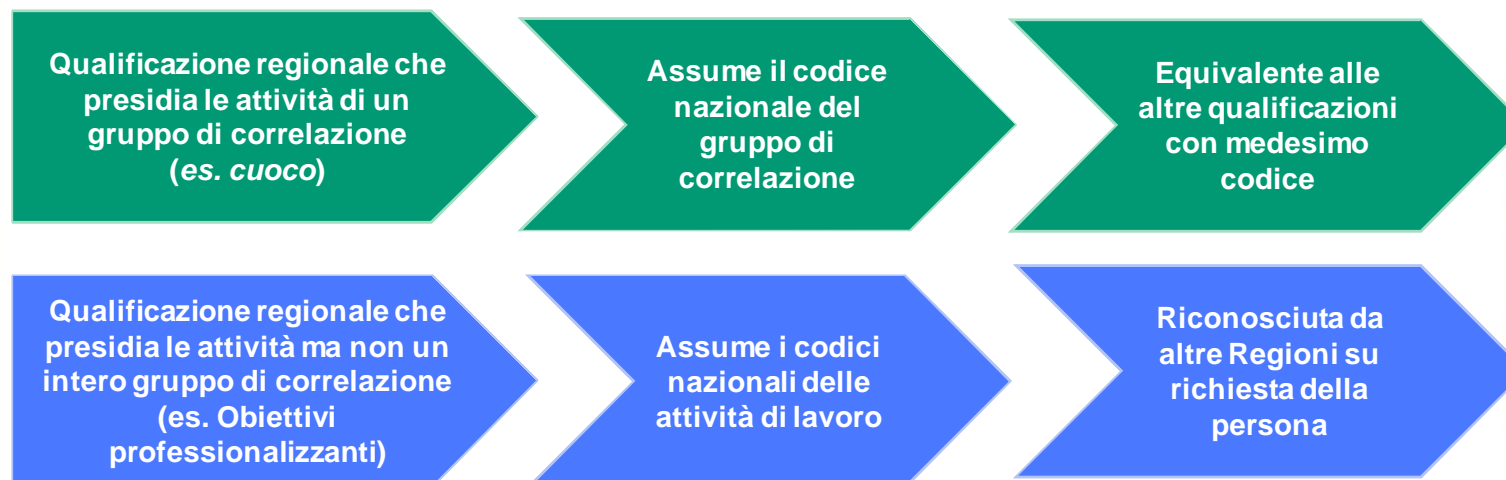 Qualificazione regionale che
presidia le attività di un
gruppo di correlazione
(es. cuoco)
Assume il codice
nazionale del
gruppo di
correlazione
Equivalente alle
altre qualificazioni
con medesimo
codice
Qualificazione regionale che
presidia le attività ma non un
intero gruppo di correlazione
(es. Obiettivi
professionalizzanti)
Assume i codici
nazionali delle
attività di lavoro
Riconosciuta da
altre Regioni su
richiesta della
persona